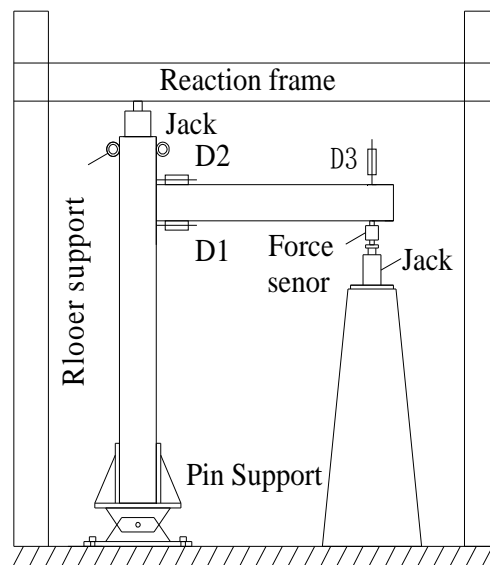 Reaction frame
Jack
D2
D3
D1
Force
senor
Jack
Rlooer support
Pin Support